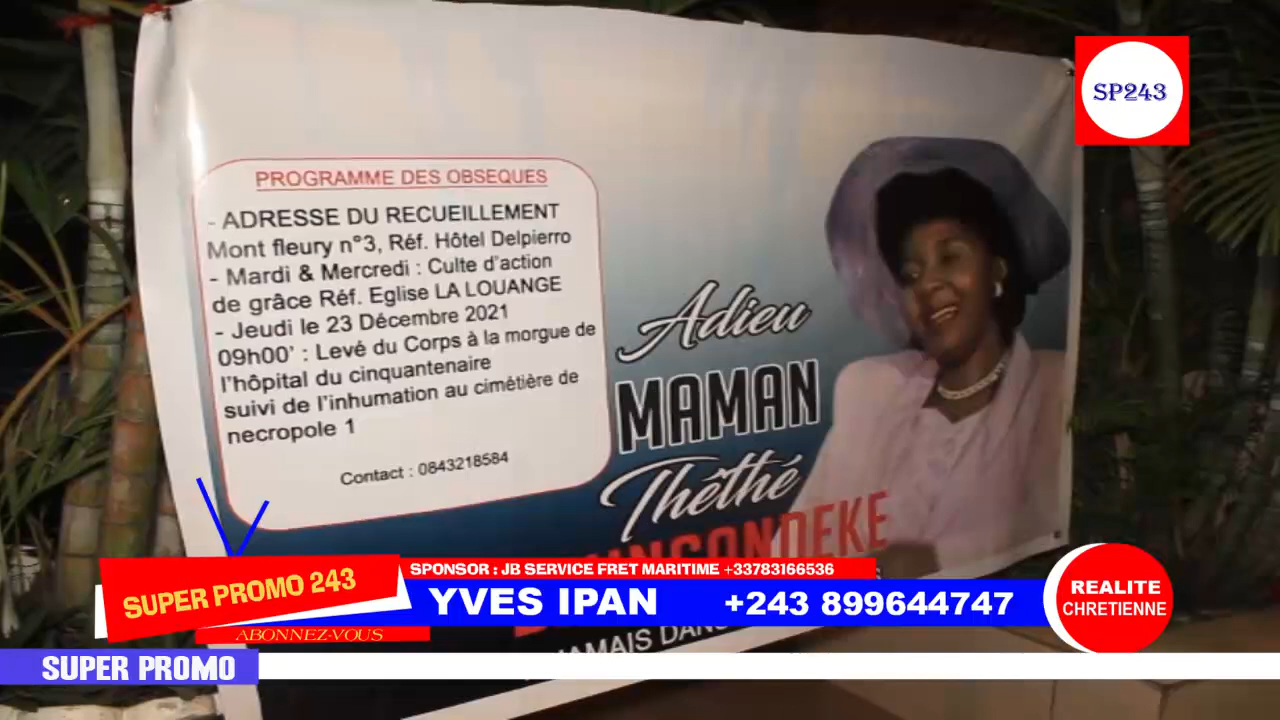 SP243
PROGRAMME DES OBSEQUES
- ADRESSE DU RECUEILLEMENT
Mont fleury n°3, Réf. Hôtel Delpierro
- Mardi & Mercredi : Culte d'action
de grâce Réf. Eglise LA LOUANGE
- Jeudi le 23 Décembre 2021
09h00' : Levé du Corps à la morgue de
l'hôpital du cinquantenaire
suivi de l'inhumation au cimétière de
necropole 1
Contact : 0843218584
Adieu
MAMAN
Thêthé
SPONSOR : JB SERVICE FRET MARITIME +33783166536
SUPER PROMO 243
YVES IPAN +243 899644747
REALITE
CHRETIENNE
ABONNEZ-VOUS
JAMAIS
SUPER PROMO